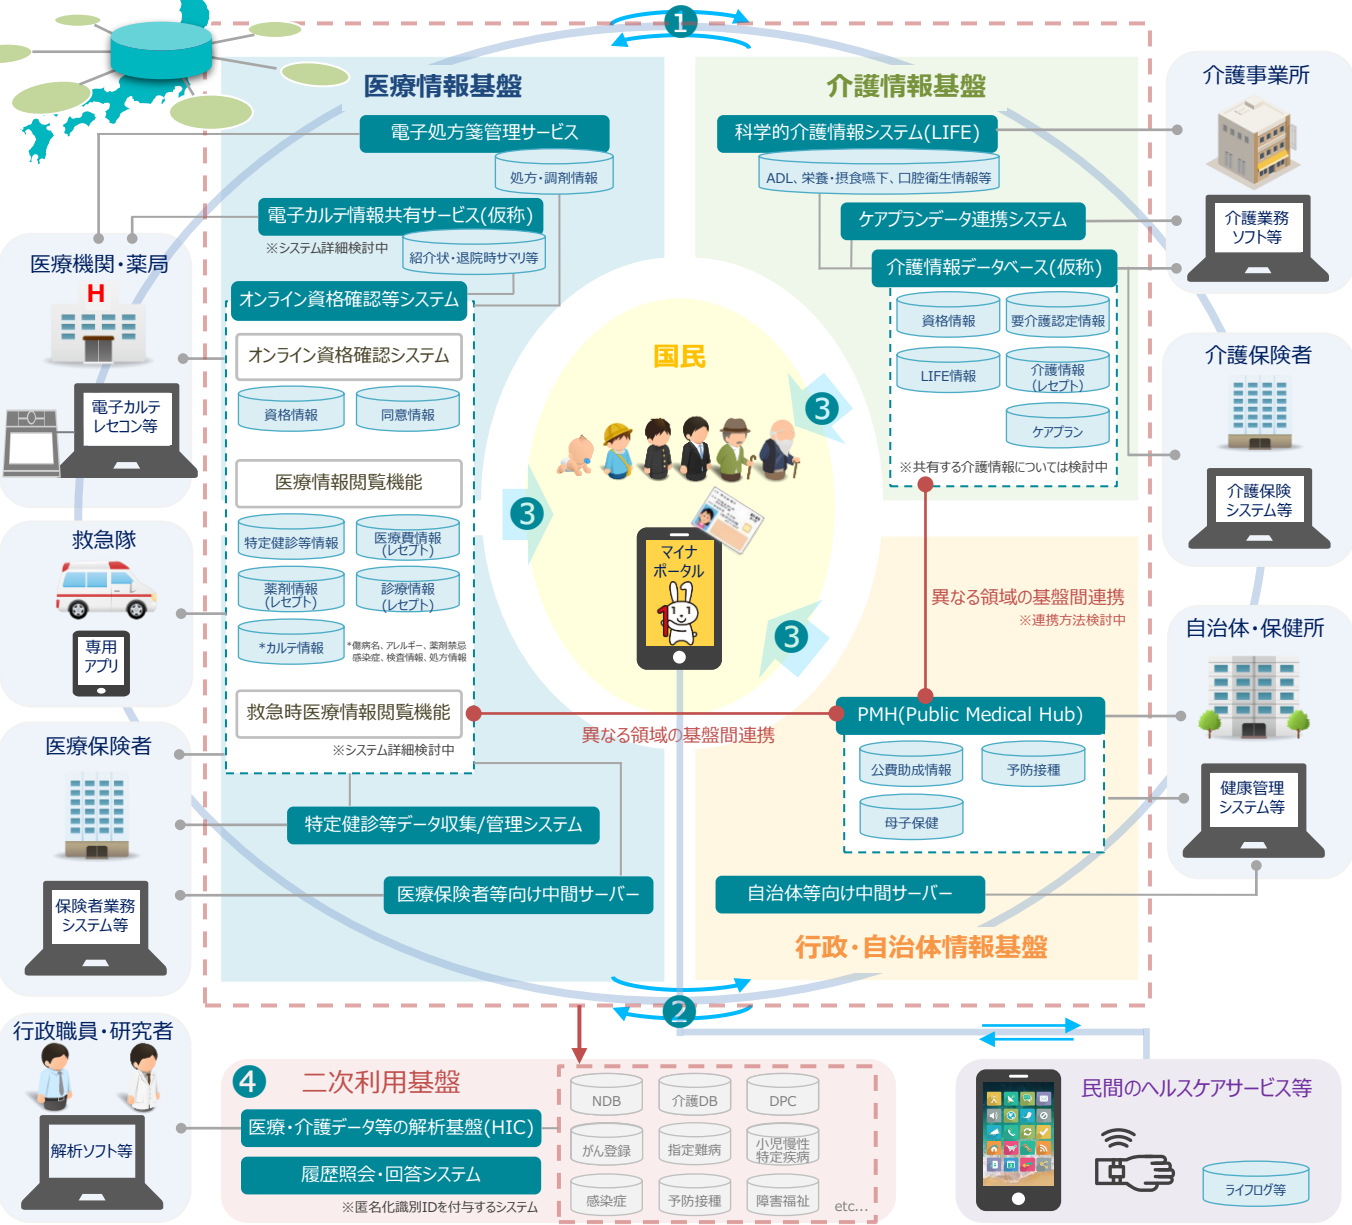 1
医療情報基盤
電子処方箋管理サービス
処方・調剤情報
電子カルテ情報共有サービス(仮称)
※システム詳細検討中
紹介状・退院時サマリ等
オンライン資格確認等システム
オンライン資格確認システム
資格情報
同意情報
医療情報閲覧機能
特定健診等情報
医療費情報
(レセプト)
薬剤情報
(レセプト)
診療情報
(レセプト)
*カルテ情報
*傷病名、アレルギー、薬剤禁忌
感染症、検査情報、処方情報
救急時医療情報閲覧機能
※システム詳細検討中
特定健診等データ収集/管理システム
医療保険者等向け中間サーバー
介護情報基盤
科学的介護情報システム(LIFE)
ADL、栄養・摂食嚥下、口腔衛生情報等
ケアプランデータ連携システム
介護情報データベース(仮称)
資格情報
要介護認定情報
LIFE情報
介護情報
(レセプト)
ケアプラン
※共有する介護情報については検討中
国民
3
3
3
マイナ
ポータル
1
異なる領域の基盤間連携
※連携方法検討中
異なる領域の基盤間連携
PMH(Public Medical Hub)
公費助成情報
予防接種
母子保健
自治体等向け中間サーバー
行政・自治体情報基盤
2
医療機関・薬局
H
電子カルテ
レセコン等
救急隊
専用
アプリ
医療保険者
保険者業務
システム等
行政職員・研究者
解析ソフト等
介護事業所
介護業務
ソフト等
介護保険者
介護保険
システム等
自治体・保健所
健康管理
システム等
4
二次利用基盤
医療・介護データ等の解析基盤(HIC)
履歴照会・回答システム
※匿名化識別IDを付与するシステム
NDB
介護DB
DPC
がん登録
指定難病
小児慢性
特定疾病
感染症
予防接種
障害福祉
etc...
民間のヘルスケアサービス等
ライフログ等